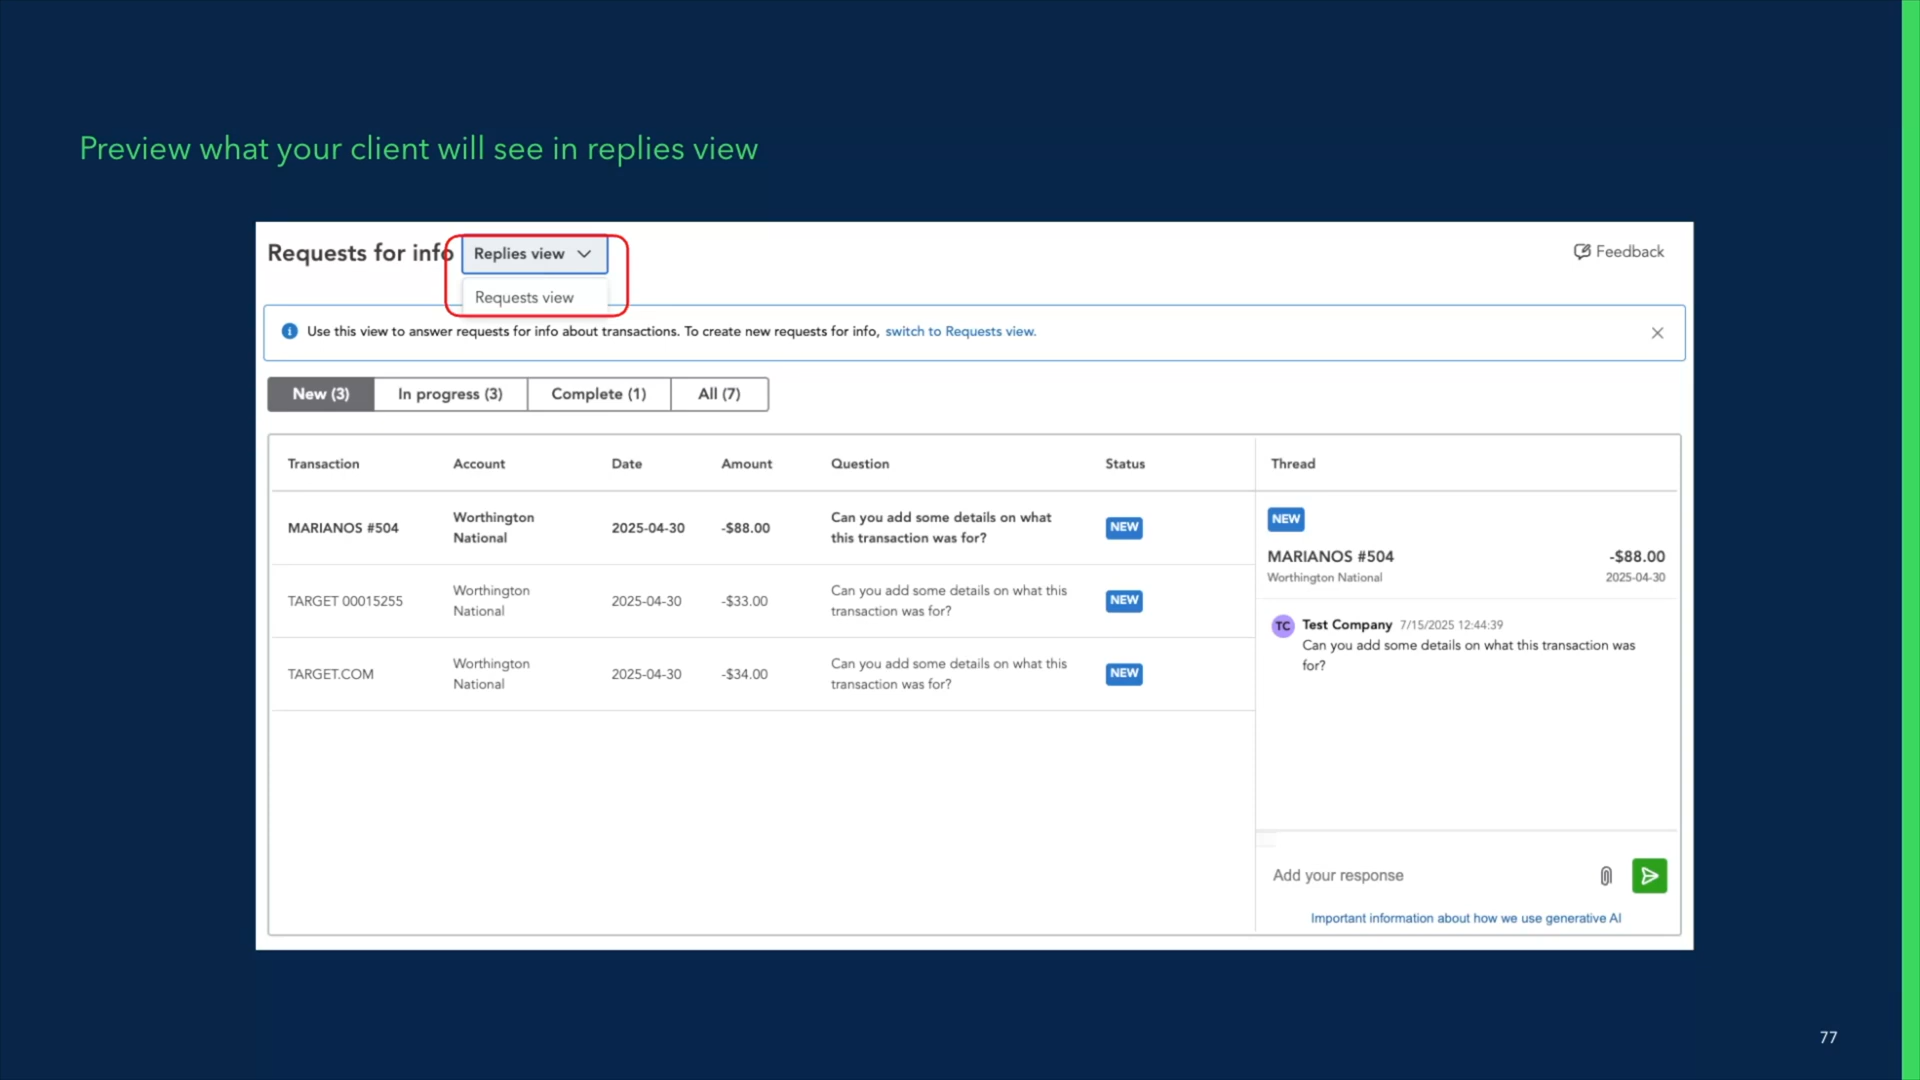 Preview what your client will see in replies view
Requests for info
Replies view
Feedback
Requests view
Use this view to answer requests for info about transactions. To create new requests for info, switch to Requests view.
New (3)
In progress (3)
Complete (1)
All (7)
Transaction
Account
Date
Amount
Question
Status
MARIANOS #504
Worthington
National
2025-04-30
-$88.00
Can you add some details on what
this transaction was for?
NEW
TARGET 00015255
Worthington
National
2025-04-30
-$33.00
Can you add some details on what this
transaction was for?
NEW
TARGET.COM
Worthington
National
2025-04-30
-$34.00
Can you add some details on what this
transaction was for?
NEW
Thread
NEW
MARIANOS #504
-$88.00
Worthington National
2025-04-30
TC
Test Company 7/15/2025 12:44:39
Can you add some details on what this transaction was
for?
Add your response
Important information about how we use generative AI
77